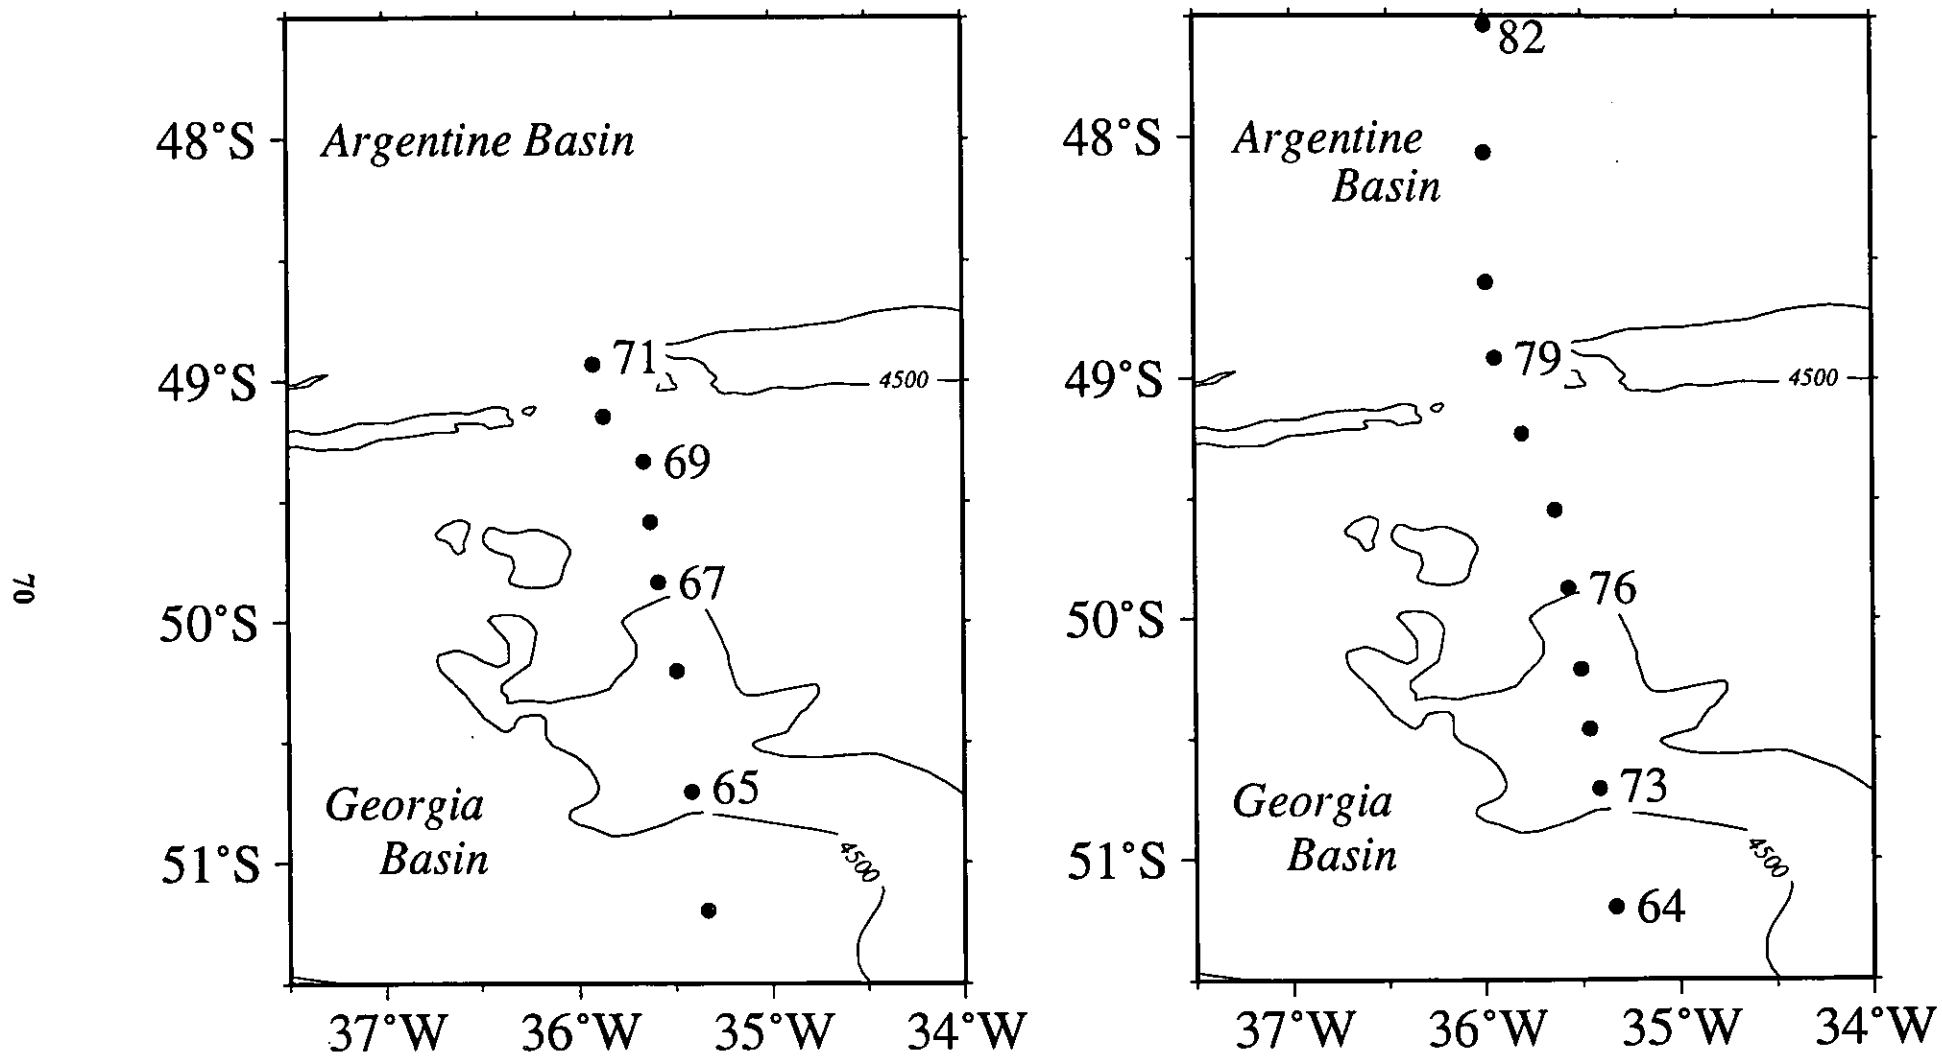 48°S
Argentine Basin
71
49°S
4500
69
67
50°S
65
Georgia
Basin
51°S
4500
37°W 36°W 35°W 34°W
82
48°S
Argentine
Basin
79
49°S
4500
76
50°S
73
Georgia
Basin
51°S
4500
64
37°W 36°W 35°W 34°W
70